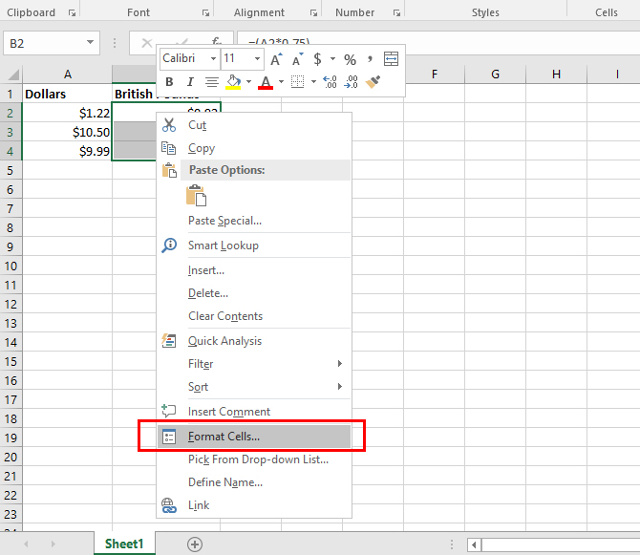 Clipboard Font Alignment Number Styles Cells
B2 =(A2*0.75)
Calibri 11 A A $ % ,
B I A .00 .0
A F G H I
1 Dollars British
2 $1.22
3 $10.50
4 $9.99
5
6
7
8
9
10
11
12
13
14
15
16
17
18
19
20
21
22
23
Cut
Copy
Paste Options:
Paste Special...
Smart Lookup
Insert...
Delete...
Clear Contents
Quick Analysis
Filter
Sort
Insert Comment
Format Cells...
Pick From Drop-down List...
Define Name...
Link
Sheet1